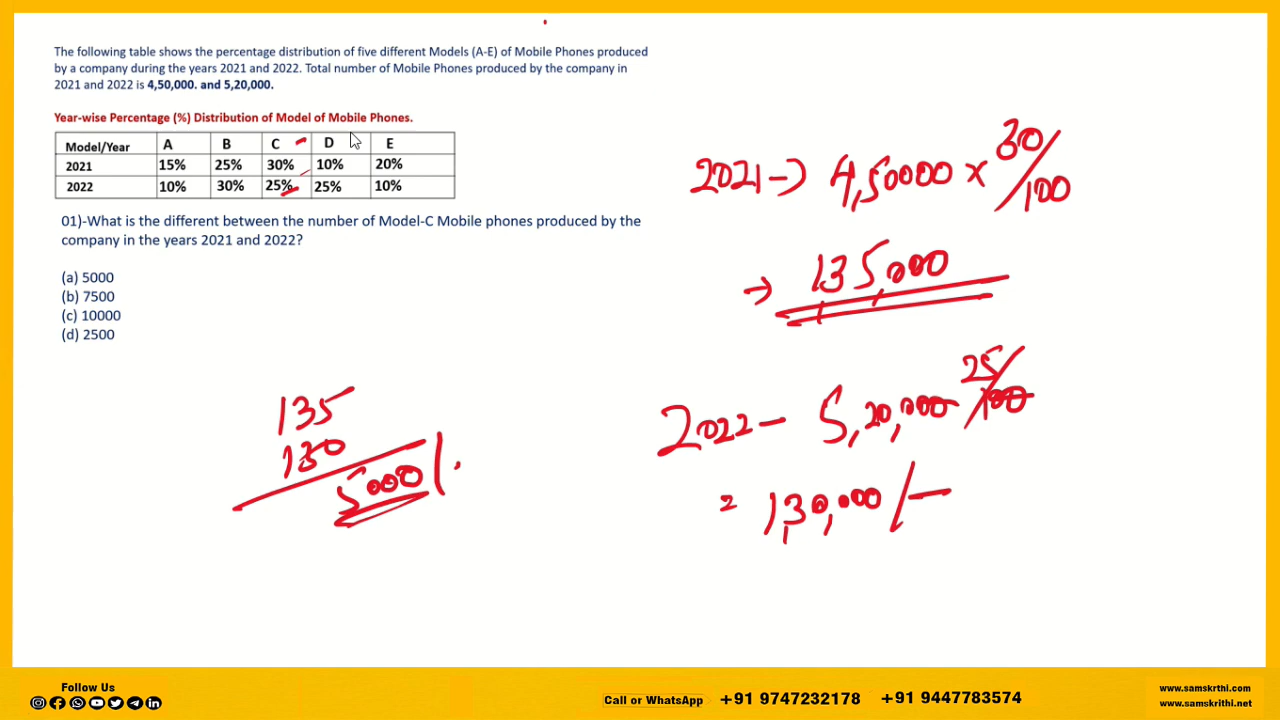 The following table shows the percentage distribution of five different Models (A-E) of Mobile Phones produced
by a company during the years 2021 and 2022. Total number of Mobile Phones produced by the company in
2021 and 2022 is 4,50,000. and 5,20,000.
Year-wise Percentage (%) Distribution of Model of Mobile Phones.
Model/Year A B C D E
2021 15% 25% 30% 10% 20%
2022 10% 30% 25% 25% 10%
01)-What is the different between the number of Model-C Mobile phones produced by the
company in the years 2021 and 2022?
(a) 5000
(b) 7500
(c) 10000
(d) 2500
2021 → 4,50000 × 30/100
→ 135,000
2022 - 5,20,000 25/100
= 1,30,000/-
135
130
5000/.
Follow Us
Call or WhatsApp +91 9747232178 +91 9447783574
www.samskrthi.com
www.samskrithi.net